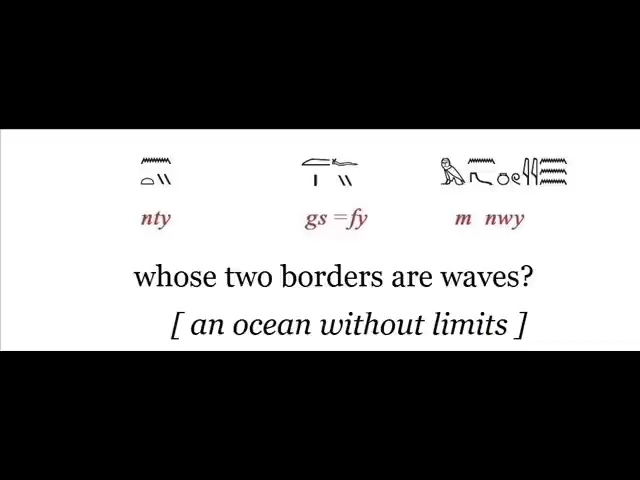 nty gs =fy m nwy
whose two borders are waves?
[ an ocean without limits ]